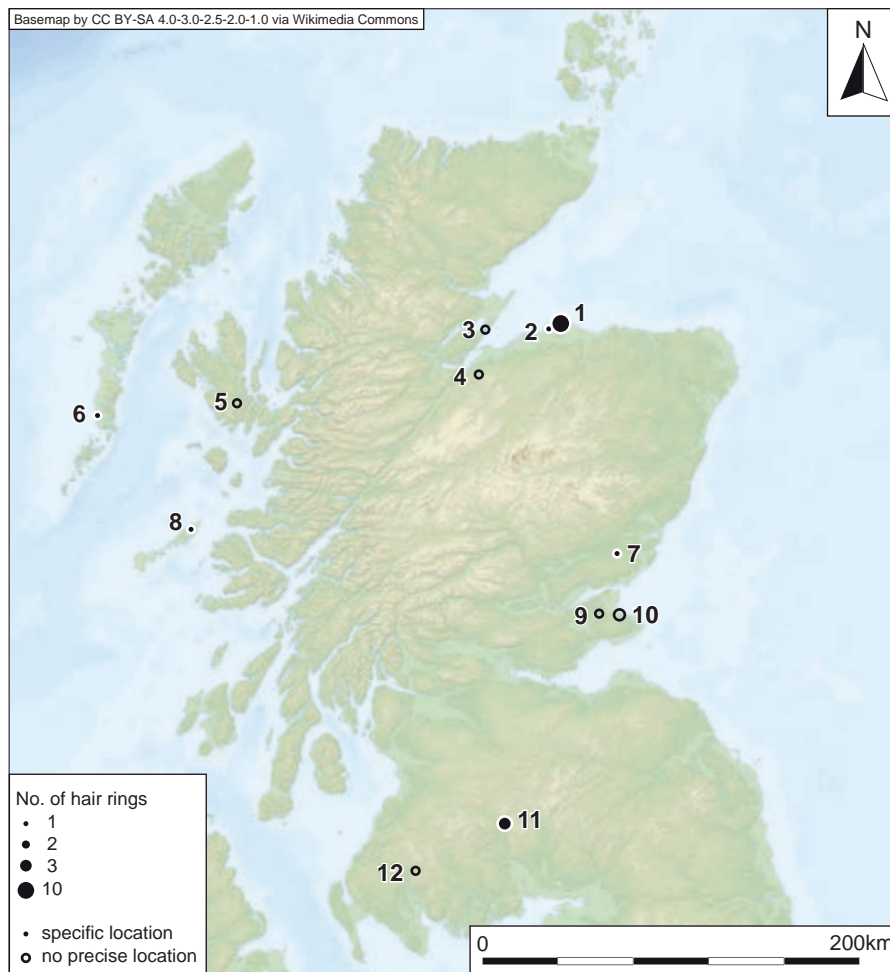 Basemap by CC BY-SA 4.0-3.0-2.5-2.0-1.0 via Wikimedia Commons
N
1
2
3
4
5
6
8
7
9
10
11
12
No. of hair rings
1
2
3
10
specific location
no precise location
0
200km